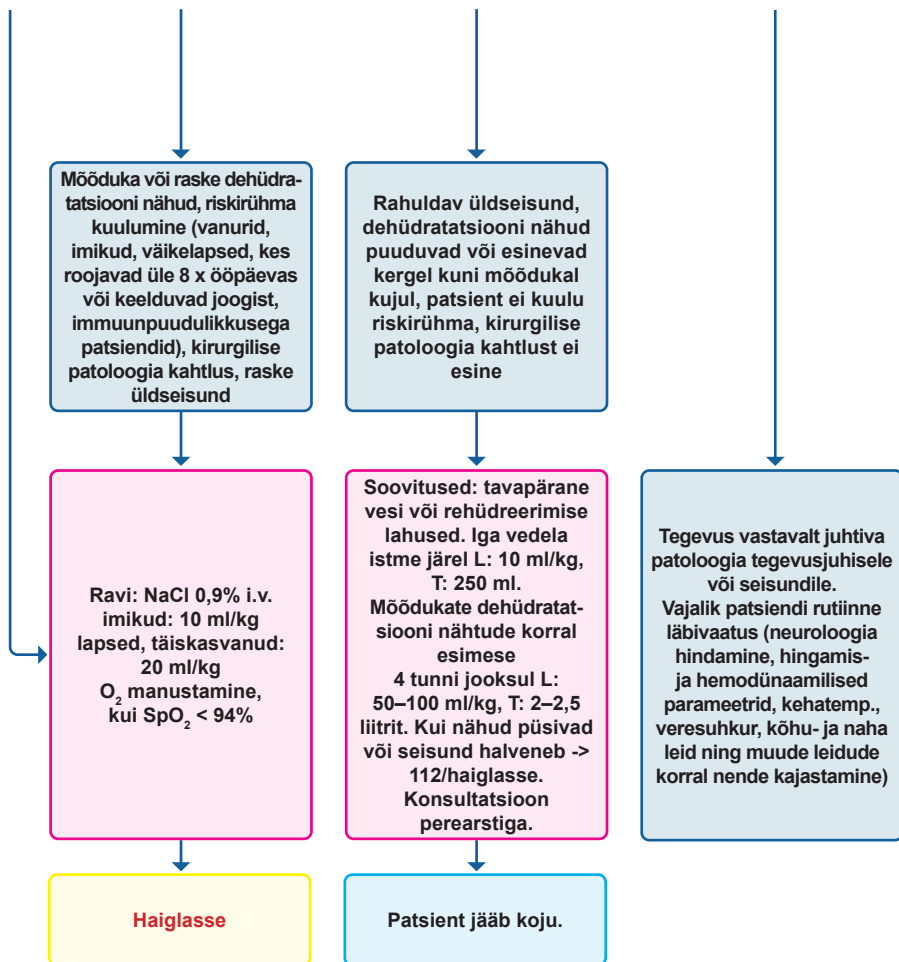 Mõõduka või raske dehüdra-
tatsiooni nähud, riskirühma
kuulumine (vanurid,
imikud, väikelapsed, kes
roojavad üle 8 x ööpäevas
või keelduvad joogist,
immuunpuudulikkusega
patsiendid), kirurgilise
patoloogia kahtlus, raske
üldseisund
Rahuldav üldseisund,
dehüdratatsiooni nähud
puuduvad või esinevad
kergel kuni mõõdukal
kujul, patsient ei kuulu
riskirühma, kirurgilise
patoloogia kahtlust ei
esine
Ravi: NaCl 0,9% i.v.
imikud: 10 ml/kg
lapsed, täiskasvanud:
20 ml/kg
O₂ manustamine,
kui SpO₂ < 94%
Soovitused: tavapärane
vesi või rehüdreerimise
lahused. Iga vedela
istme järel L: 10 ml/kg,
T: 250 ml.
Mõõdukate dehüdratat-
siooni nähtude korral
esimese
4 tunni jooksul L:
50–100 ml/kg, T: 2–2,5
liitrit. Kui nähud püsivad
või seisund halveneb ->
112/haiglasse.
Konsultatsioon
perearstiga.
Tegevus vastavalt juhtiva
patoloogia tegevusjuhisele
või seisundile.
Vajalik patsiendi rutiinne
läbivaatus (neuroloogia
hindamine, hingamis-
ja hemodünaamilised
parameetrid, kehatemp.,
veresuhkur, kõhu- ja naha
leid ning muude leidude
korral nende kajastamine)
Haiglasse
Patsient jääb koju.